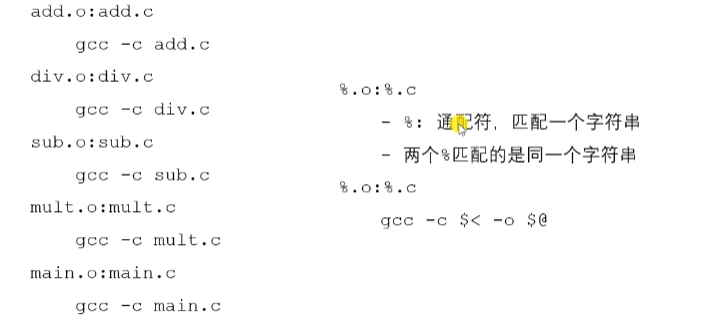 add.o:add.c
gcc -c add.c
div.o:div.c
gcc -c div.c
sub.o:sub.c
gcc -c sub.c
mult.o:mult.c
gcc -c mult.c
main.o:main.c
gcc -c main.c
%.o:%.c
- %: 通配符, 匹配一个字符串
- 两个%匹配的是同一个字符串
%.o:%.c
gcc -c $< -o $@